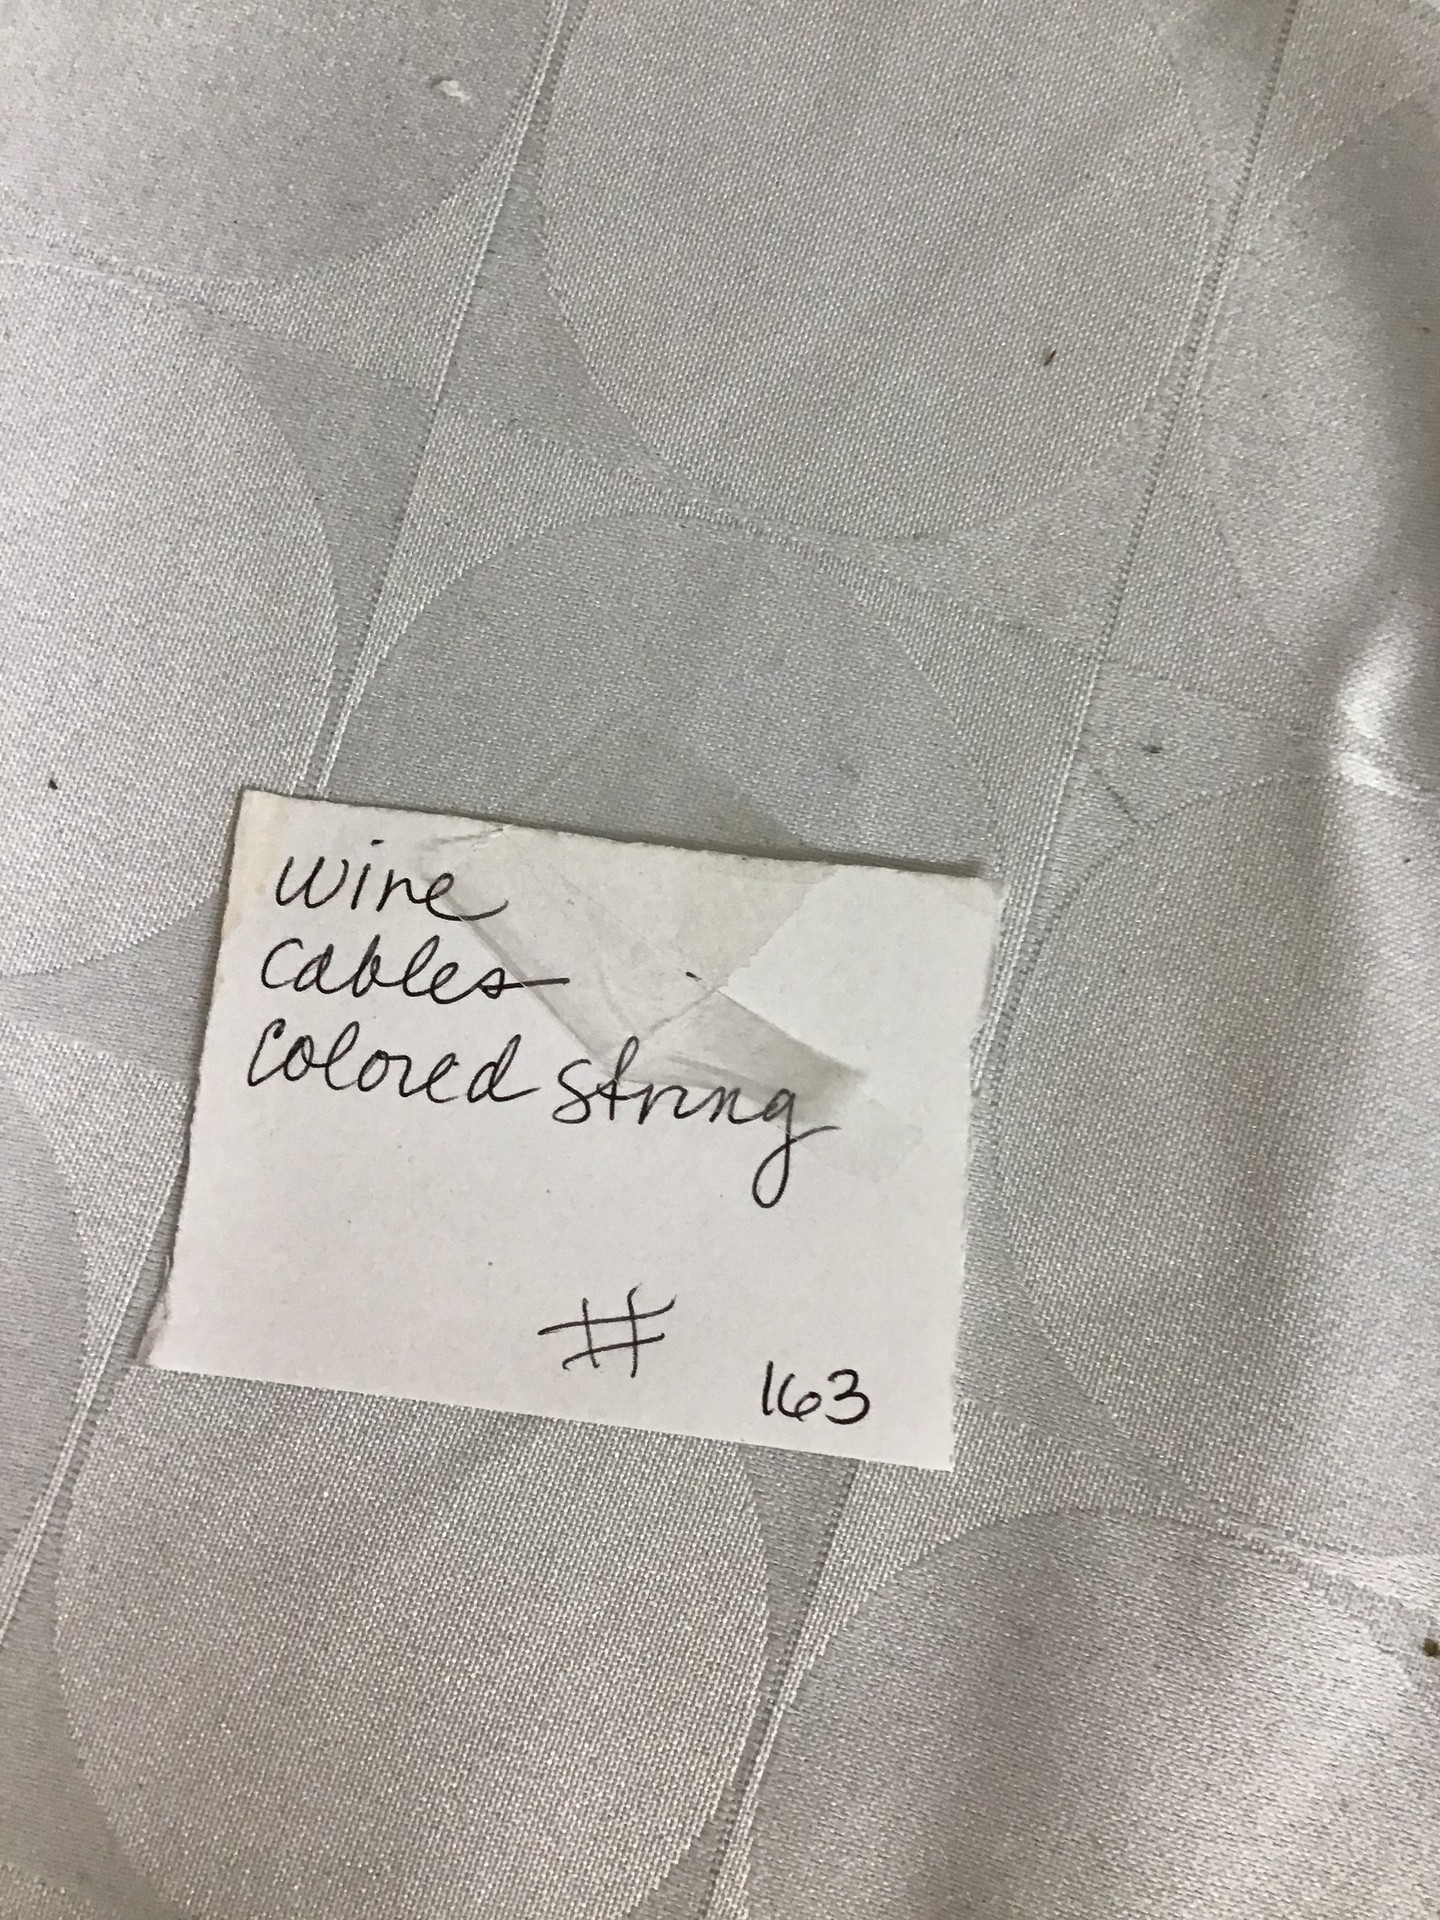 wire
cables
colored string
#
163